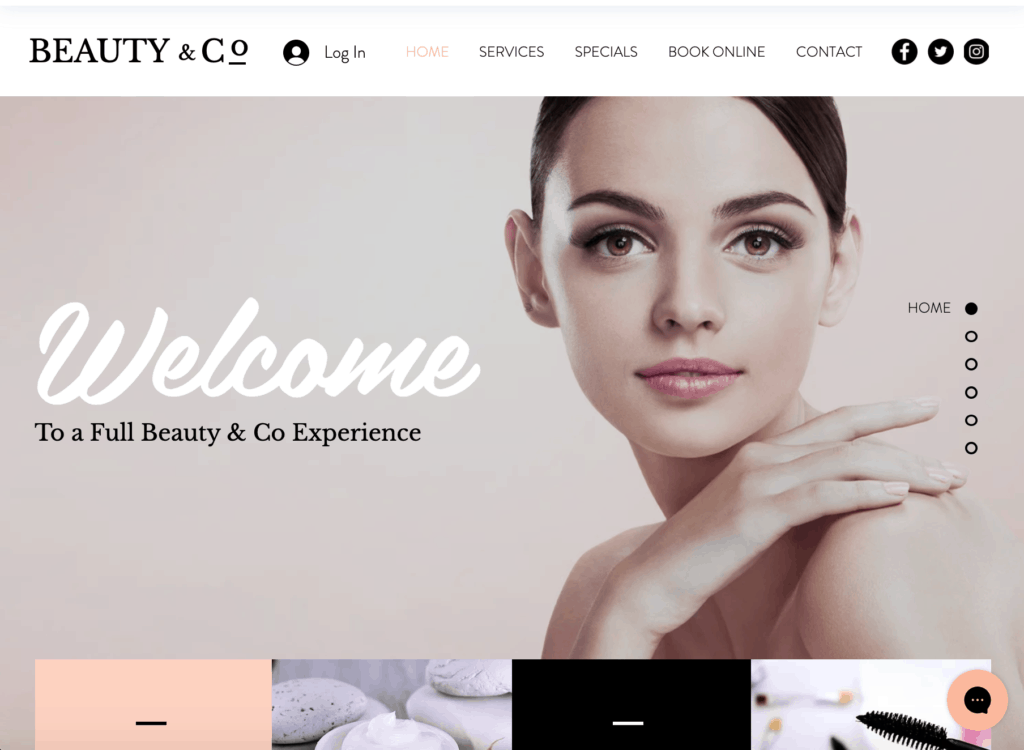 BEAUTY & Co
Log In
HOME
SERVICES
SPECIALS
BOOK ONLINE
CONTACT
Welcome
To a Full Beauty & Co Experience
HOME